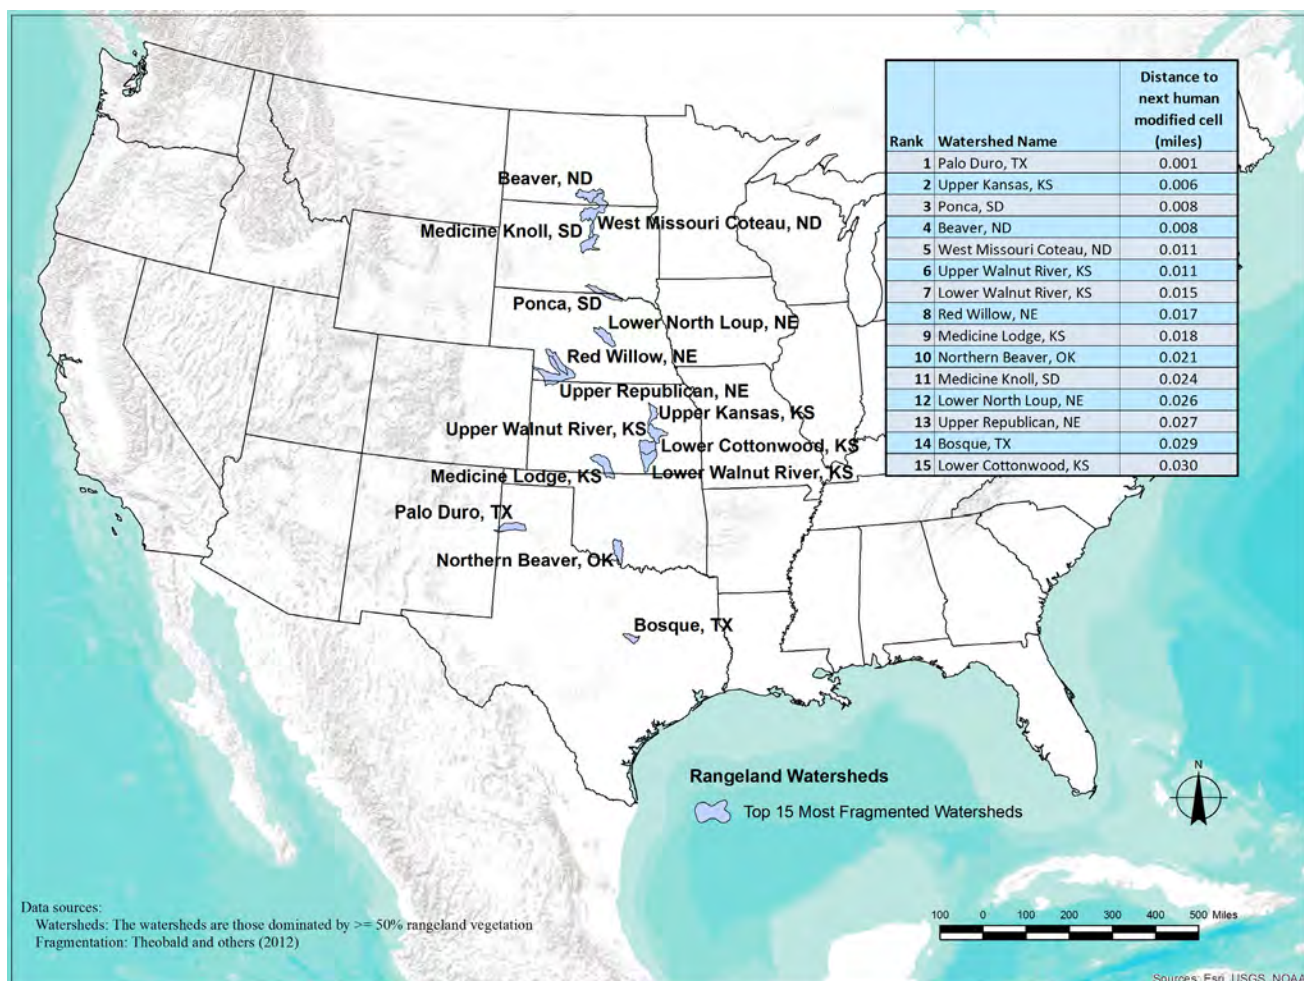 Distance to
next human
modified cell
Rank Watershed Name (miles)
1 Palo Duro, TX 0.001
2 Upper Kansas, KS 0.006
3 Ponca, SD 0.008
4 Beaver, ND 0.008
5 West Missouri Coteau, ND 0.011
6 Upper Walnut River, KS 0.011
7 Lower Walnut River, KS 0.015
8 Red Willow, NE 0.017
9 Medicine Lodge, KS 0.018
10 Northern Beaver, OK 0.021
11 Medicine Knoll, SD 0.024
12 Lower North Loup, NE 0.026
13 Upper Republican, NE 0.027
14 Bosque, TX 0.029
15 Lower Cottonwood, KS 0.030
Beaver, ND
West Missouri Coteau, ND
Medicine Knoll, SD
Ponca, SD
Lower North Loup, NE
Red Willow, NE
Upper Republican, NE
Upper Kansas, KS
Upper Walnut River, KS
Lower Cottonwood, KS
Lower Walnut River, KS
Medicine Lodge, KS
Palo Duro, TX
Northern Beaver, OK
Bosque, TX
Rangeland Watersheds
Top 15 Most Fragmented Watersheds
N
Data sources:
Watersheds: The watersheds are those dominated by >= 50% rangeland vegetation
Fragmentation: Theobald and others (2012)
100 0 100 200 300 400 500 Miles
Sources: Esri, USGS, NOAA